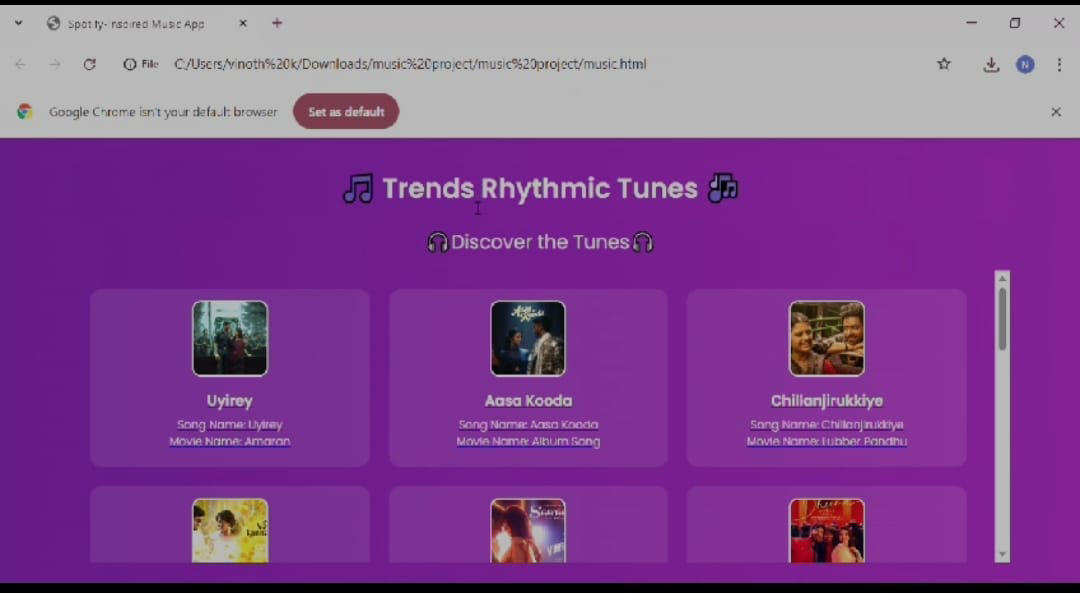 Spotify-Inspired Music App
File C:/Users/vinoth%20k/Downloads/music%20project/music%20project/music.html
N
Google Chrome isn't your default browser Set as default
Trends Rhythmic Tunes
Discover the Tunes
Aasa Kooda
Uyirey
Song Name: Uyirey
Movie Name: Amaran
Aasa Kooda
Song Name: Aasa Kooda
Movie Name: Album Song
Chillanjirukkiye
Song Name: Chillanjirukkiye
Movie Name: Lubber Pandhu